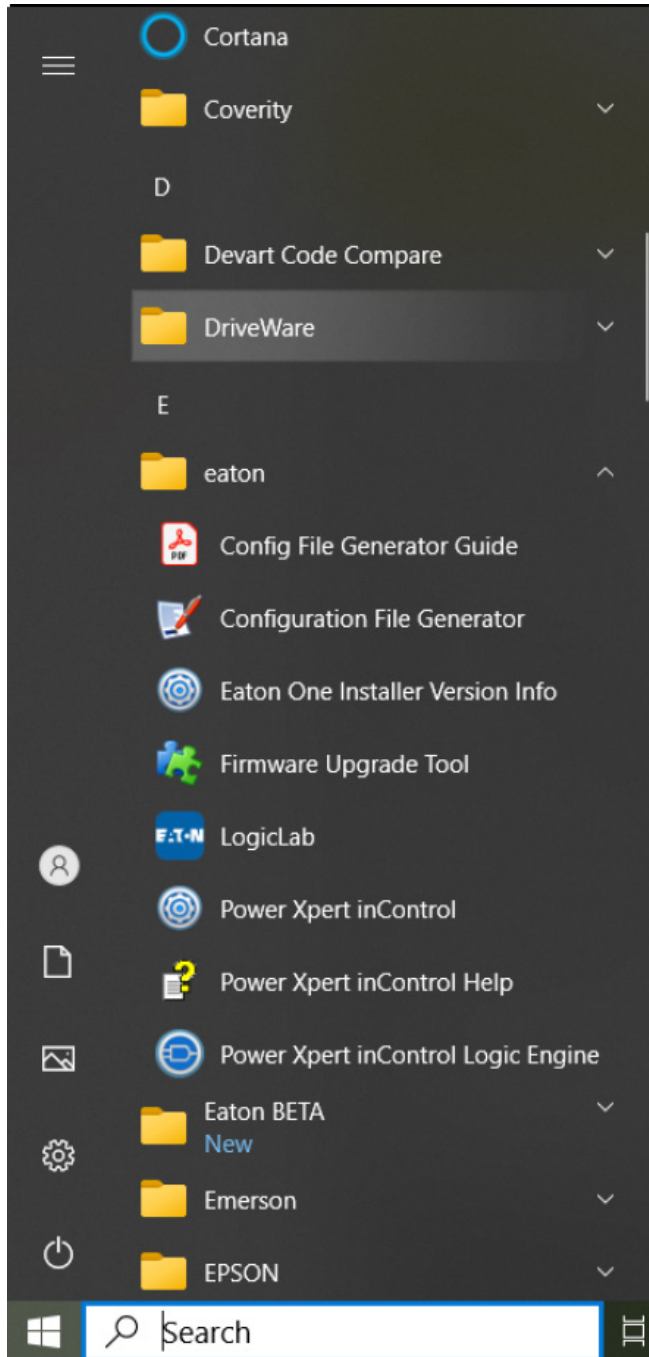 Cortana
Coverity
D
Devart Code Compare
DriveWare
E
eaton
PDF
Config File Generator Guide
Configuration File Generator
Eaton One Installer Version Info
Firmware Upgrade Tool
EATON
LogicLab
Power Xpert inControl
Power Xpert inControl Help
Power Xpert inControl Logic Engine
Eaton BETA
New
Emerson
EPSON
Search